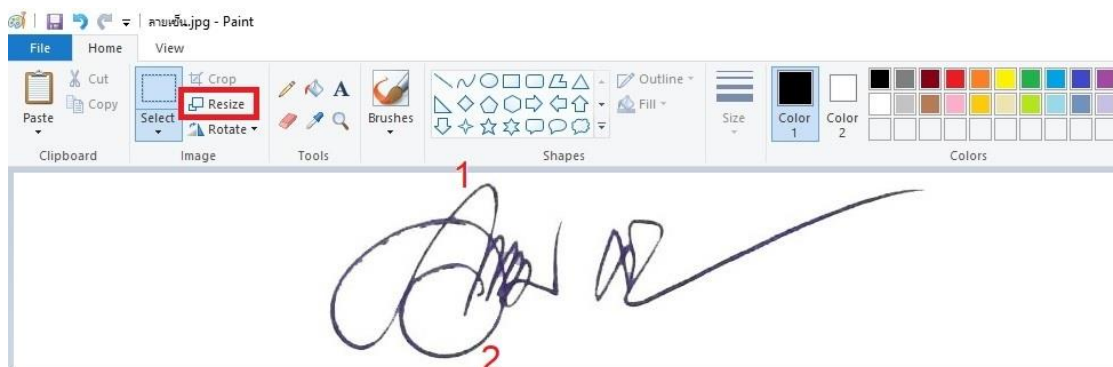 ลายเซ็น.jpg - Paint
File Home View
Cut
Copy
Paste
Clipboard
Select
Crop
Resize
Rotate
Image
A
Tools
Brushes
Outline
Fill
Shapes
Size
Color 1
Color 2
Colors
1
2